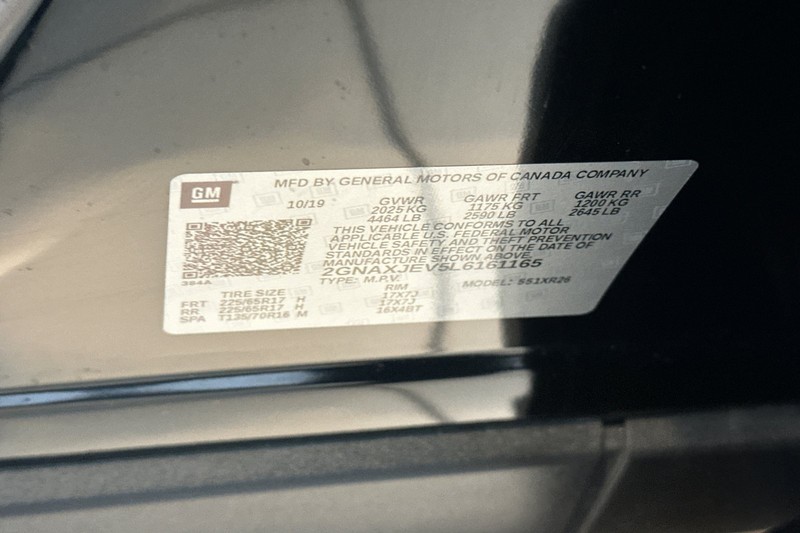 GM
MFD BY GENERAL MOTORS OF CANADA COMPANY
10/19 GVWR GAWR FRT GAWR RR
2025 KG 1175 KG 1200 KG
4464 LB 2590 LB 2645 LB
THIS VEHICLE CONFORMS TO ALL
APPLICABLE U.S. FEDERAL MOTOR
VEHICLE SAFETY AND THEFT PREVENTION
STANDARDS IN EFFECT ON THE DATE OF
MANUFACTURE SHOWN ABOVE.
2GNAXJEV5L6161165
384A
TYPE: M.P.V. MODEL: SS1XR26
TIRE SIZE RIM
FRT 225/65R17 H 17X7J
RR 225/65R17 H 17X7J
SPA T135/70R16 M 16X4BT